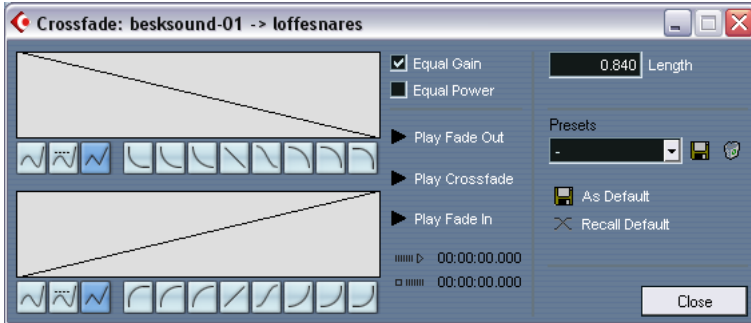 Crossfade: besksound-01 -> loffesnares
Equal Gain
Equal Power
0.840 Length
Play Fade Out
Play Crossfade
Play Fade In
Presets
-
As Default
Recall Default
00:00:00.000
00:00:00.000
Close